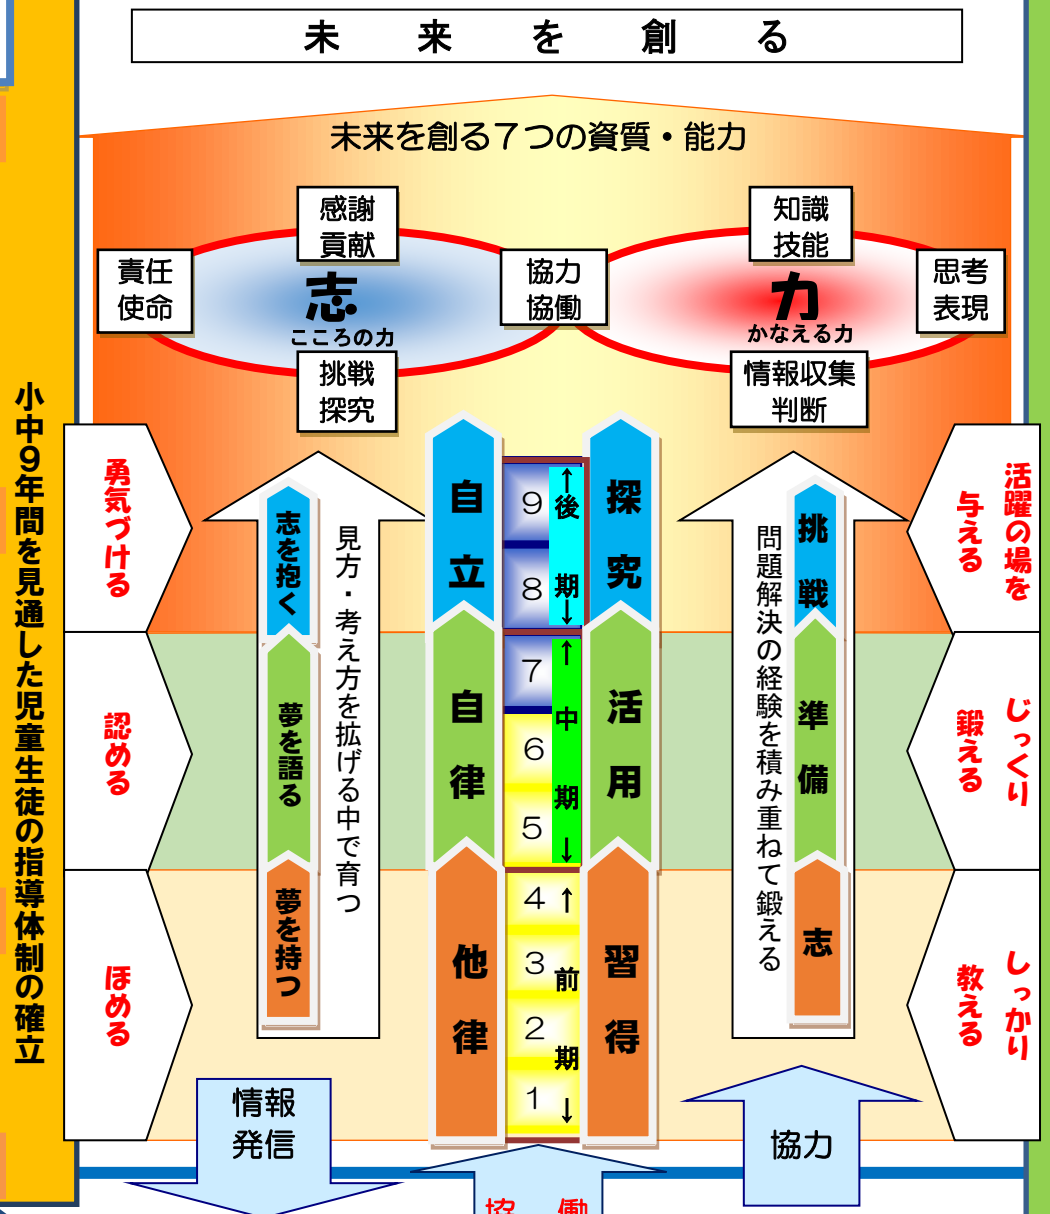 未来を創る
未来を創る７つの資質・能力
感謝
貢献
責任
使命
志
こころの力
挑戦
探究
協力
協働
知識
技能
力
かなえる力
思考
表現
情報収集
判断
小中９年間を見通した児童生徒の指導体制の確立
勇気づける
認める
ほめる
志を抱く
夢を語る
夢を持つ
見方・考え方を拡げる中で育つ
自立
自律
他律
9
8
7
6
5
4
3
2
1
↑後期↓
↑中期↓
↑前期↓
探究
活用
習得
問題解決の経験を積み重ねて鍛える
挑戦
準備
志
活躍の場を
与える
じっくり
鍛える
しっかり
教える
情報
発信
協働
協力